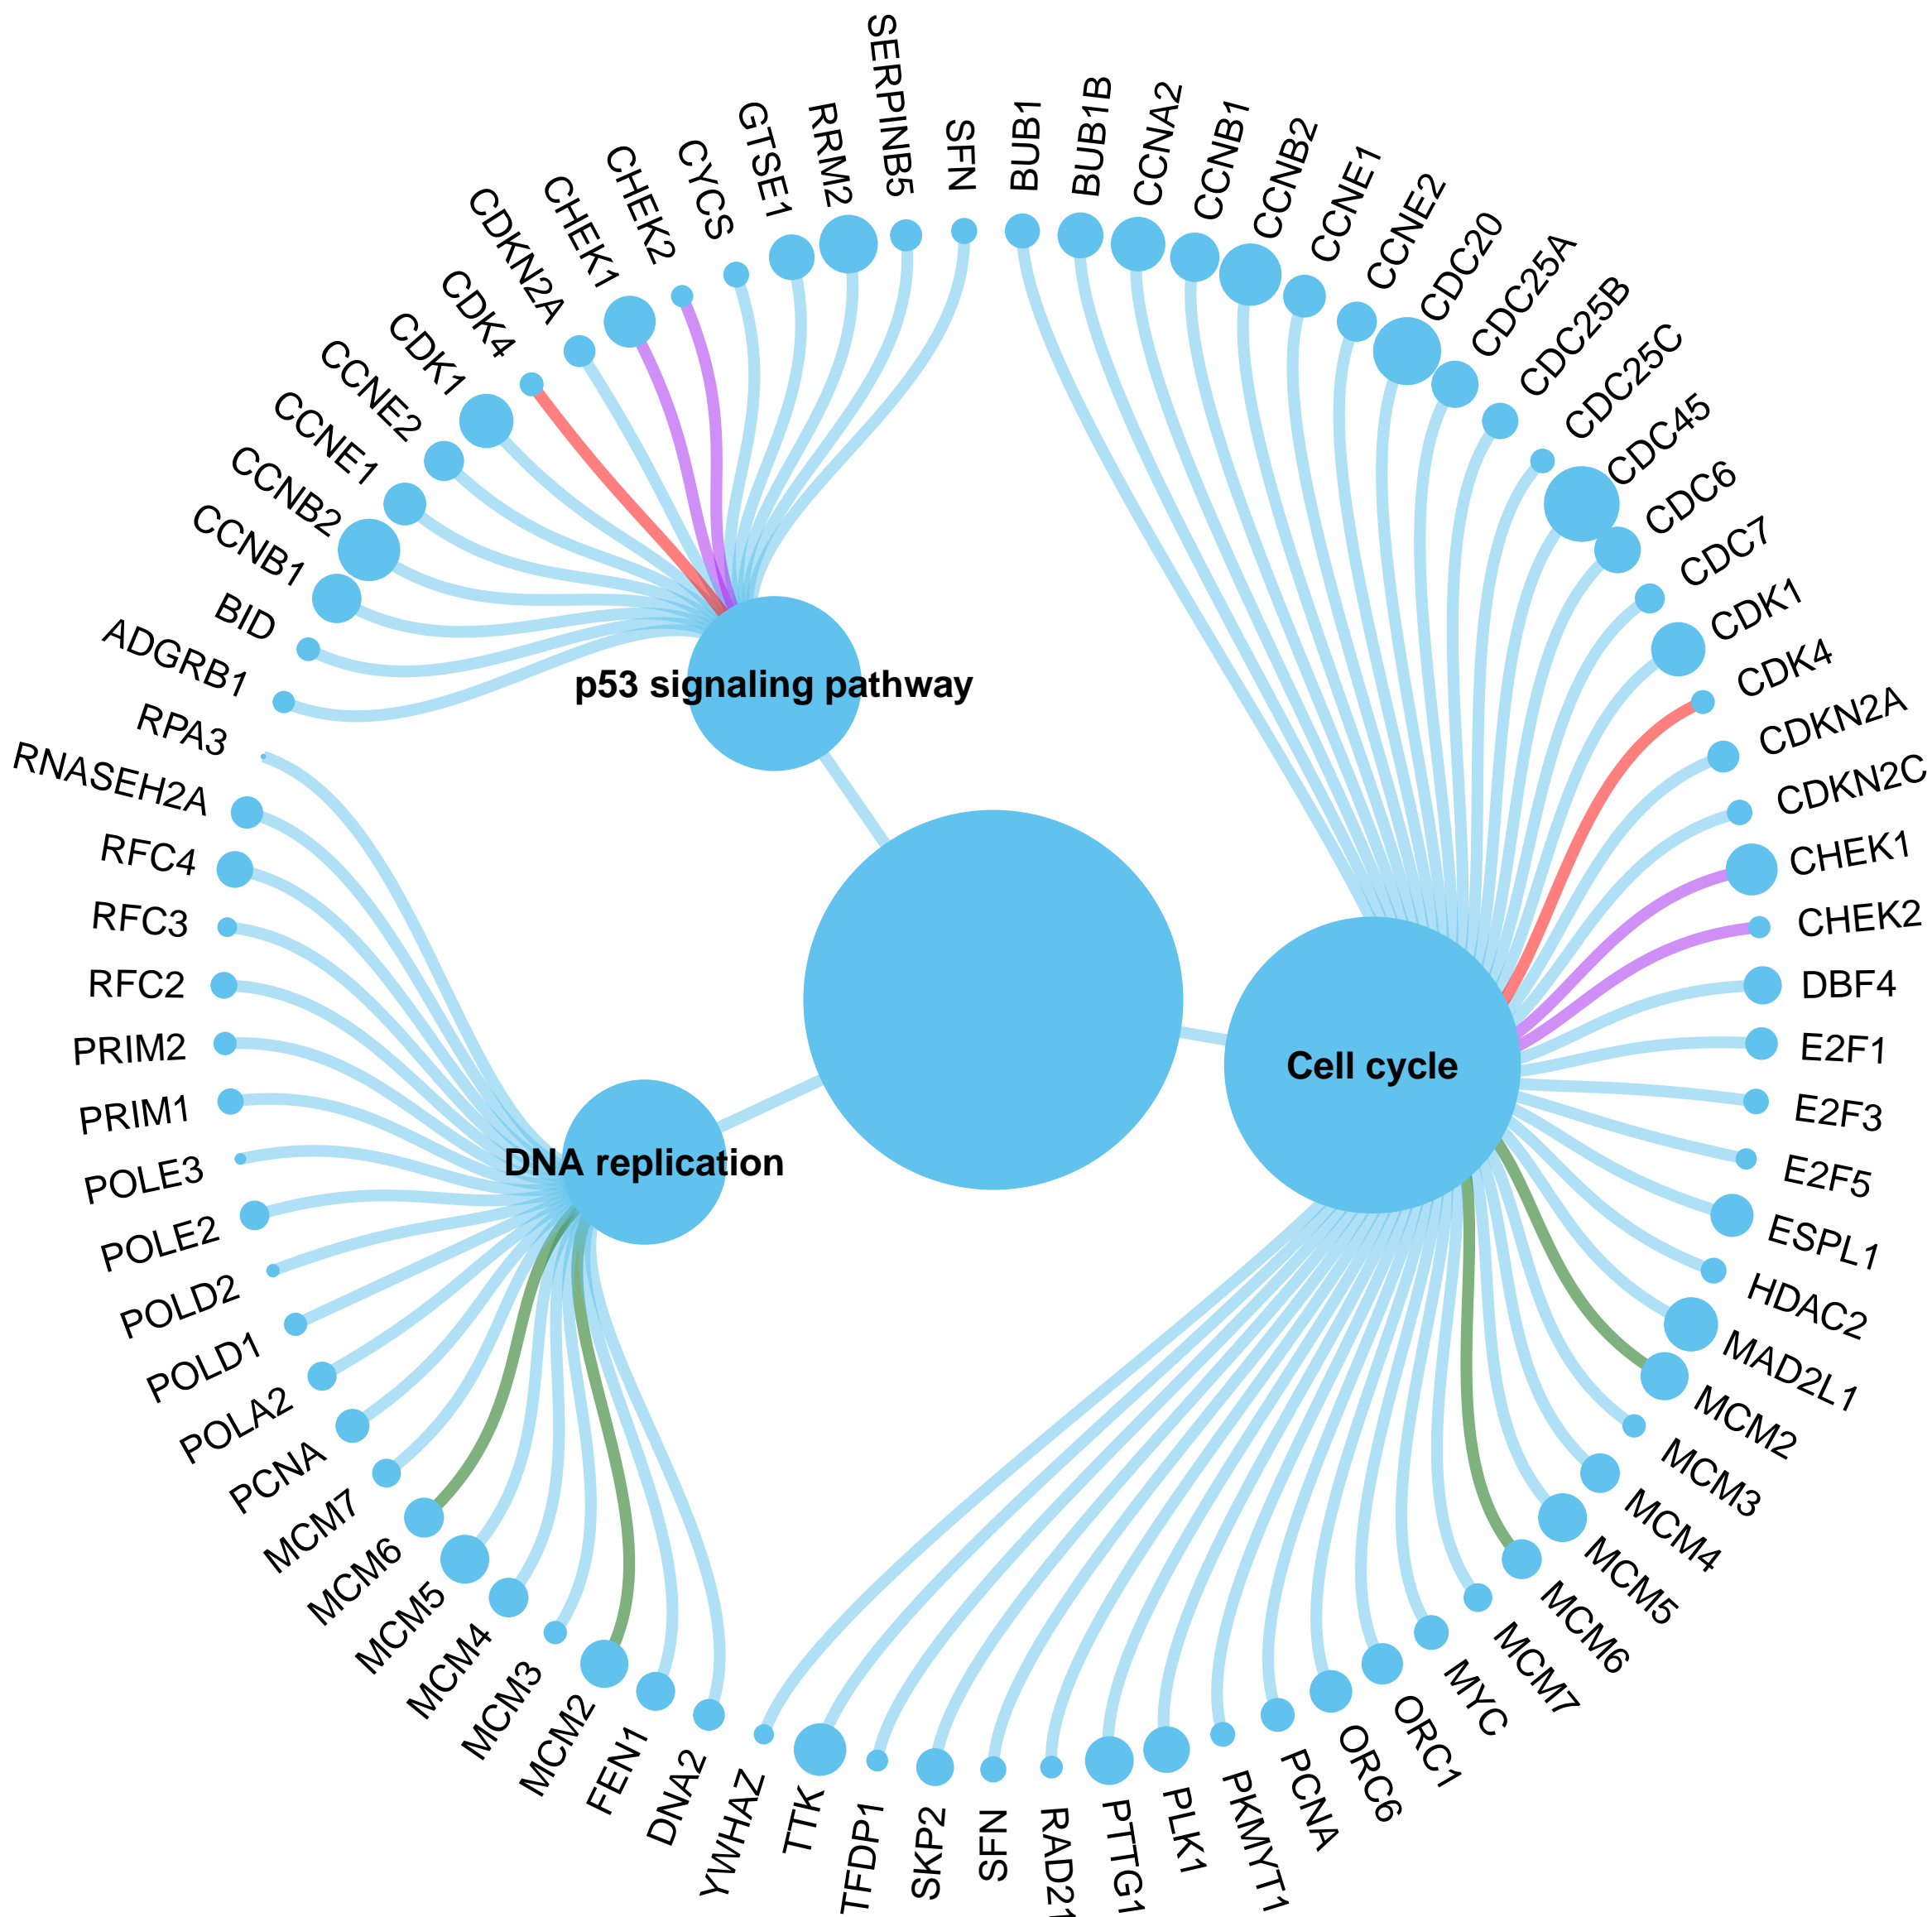 SERPINB5
SFN
BUB1
BUB1B
CCNA2
CCNB1
CCNB2
CCNE1
CCNE2
CDC20
CDC25A
CDC25B
CDC25C
CDC45
CDC6
CDC7
CDK1
CDK4
CDKN2A
CDKN2C
CHEK1
CHEK2
DBF4
E2F1
E2F3
E2F5
ESPL1
HDAC2
MAD2L1
MCM2
MCM3
MCM4
MCM5
MCM6
MCM7
MYC
ORC1
ORC6
PCNA
PKMYT1
PLK1
PTTG1
RAD21
SFN
SKP2
TFDP1
TTK
YWHAZ
DNA2
FEN1
MCM2
MCM3
MCM4
MCM5
MCM6
MCM7
PCNA
POLA2
POLD1
POLD2
POLE2
POLE3
PRIM1
PRIM2
RFC2
RFC3
RFC4
RNASEH2A
RPA3
ADGRB1
BID
CCNB1
CCNB2
CCNE1
CCNE2
CDK1
CDK4
CDKN2A
CHEK1
CHEK2
CYCS
GTSE1
RRM2
p53 signaling pathway
Cell cycle
DNA replication